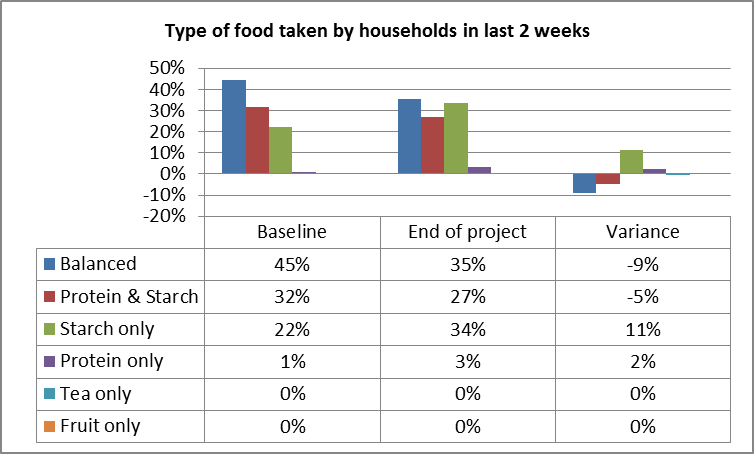 Type of food taken by households in last 2 weeks
50%
40%
30%
20%
10%
0%
-10%
-20%
Baseline End of project Variance
Balanced 45% 35% -9%
Protein & Starch 32% 27% -5%
Starch only 22% 34% 11%
Protein only 1% 3% 2%
Tea only 0% 0% 0%
Fruit only 0% 0% 0%